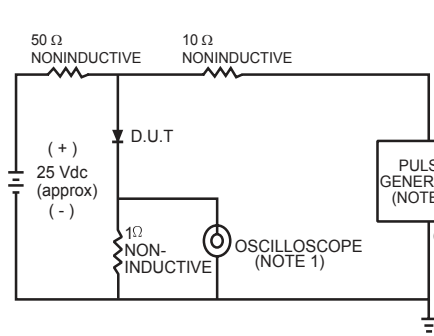 50 Ω
NONINDUCTIVE
10 Ω
NONINDUCTIVE
D.U.T
( + )
25 Vdc
(approx)
( - )
1Ω
NON-
INDUCTIVE
OSCILLOSCOPE
(NOTE 1)